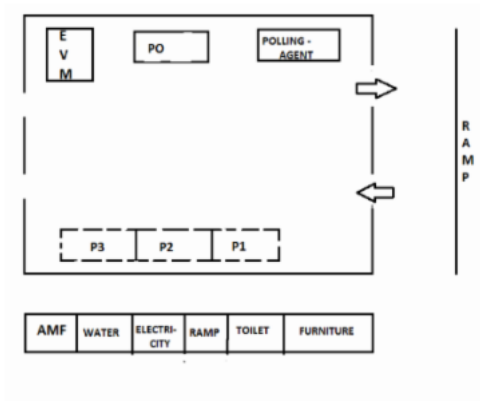 E
V
M
PO
POLLING -
AGENT
R
A
M
P
P3 P2 P1
AMF WATER ELECTRI-
CITY RAMP TOILET FURNITURE